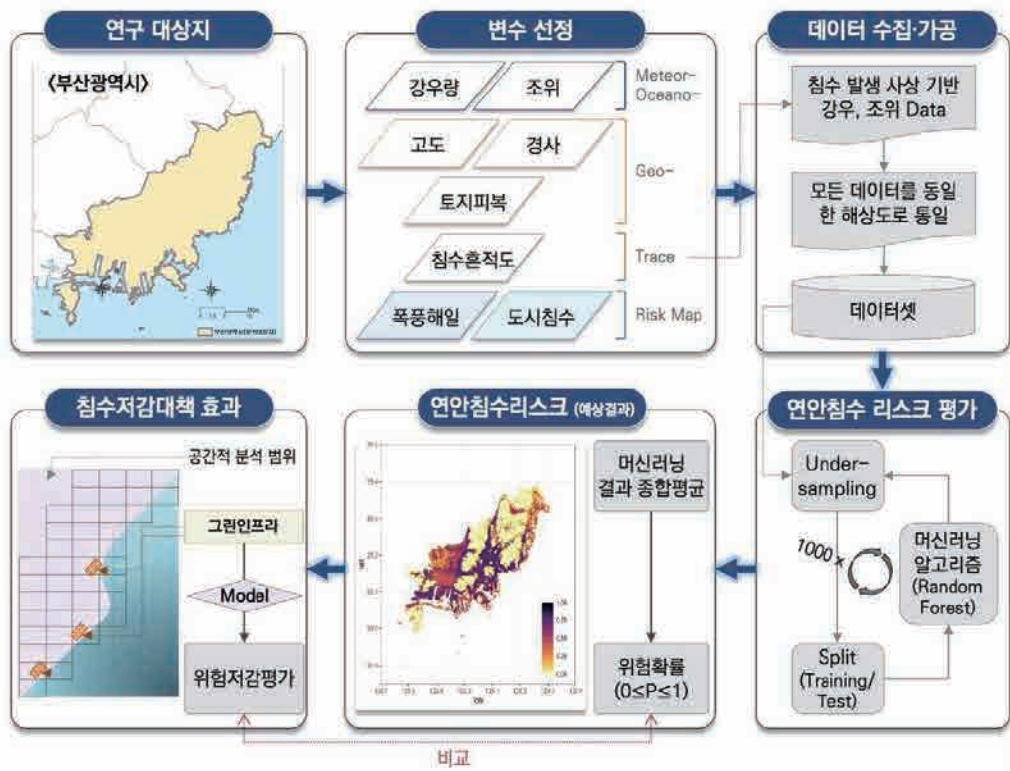 연구 대상지
<부산광역시>
변수 선정
강우량
조위
Meteor-
Oceano-
고도
경사
Geo-
토지피복
침수흔적도
Trace
폭풍해일
도시침수
Risk Map
데이터 수집·가공
침수 발생 사상 기반
강우, 조위 Data
모든 데이터를 동일
한 해상도로 통일
데이터셋
연안침수 리스크 평가
Under-
sampling
1000 ×
머신러닝
알고리즘
(Random
Forest)
Split
(Training/
Test)
연안침수리스크 (예상결과)
머신러닝
결과 종합평균
위험확률
(0≤P≤1)
침수저감대책 효과
공간적 분석 범위
그린인프라
Model
위험저감평가
비교